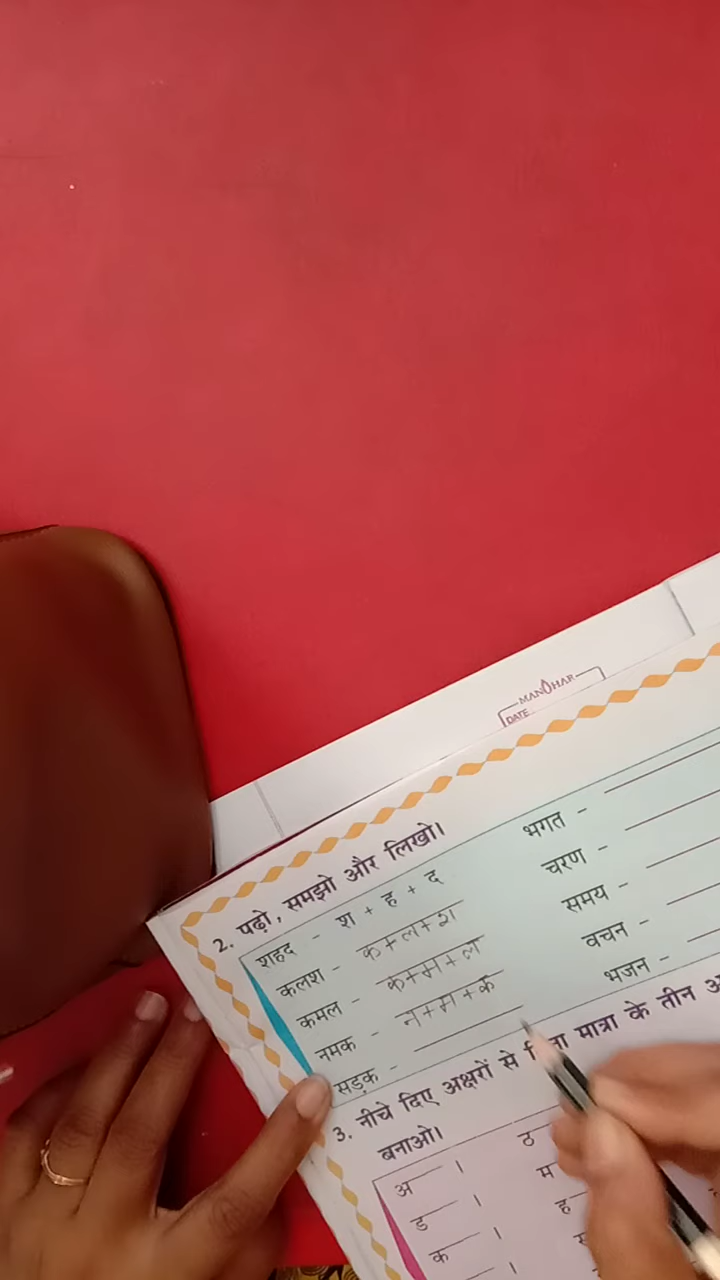 MANOHAR
DATE
2. पढ़ो, समझो और लिखो।
शहद - श + ह + द
कलश - क+ल+श
कमल - क+म+ल
नमक - न+म+क
सड़क -
भगत -
चरण -
समय -
वचन -
भजन -
3. नीचे दिए अक्षरों से बिना मात्रा के तीन
बनाओ।
अ ।
ड ।
क ।
ठ
म
ह